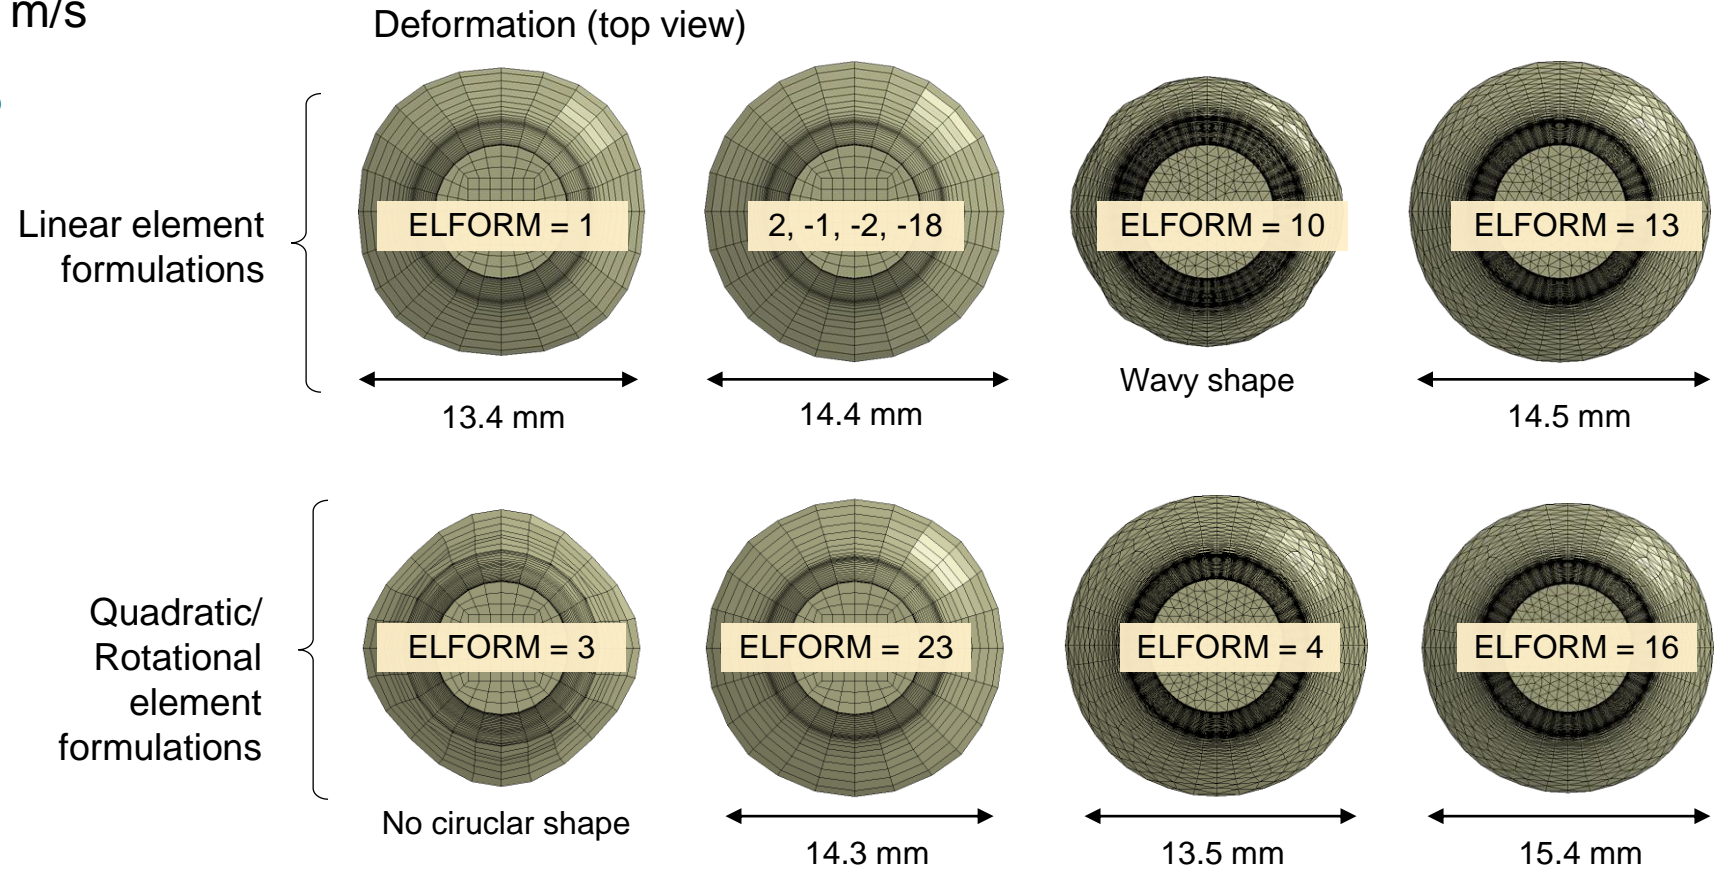 m/s
Deformation (top view)
Linear element
formulations
ELFORM = 1
2, -1, -2, -18
ELFORM = 10
ELFORM = 13
13.4 mm
14.4 mm
Wavy shape
14.5 mm
Quadratic/
Rotational
element
formulations
ELFORM = 3
ELFORM =  23
ELFORM = 4
ELFORM = 16
No ciruclar shape
14.3 mm
13.5 mm
15.4 mm